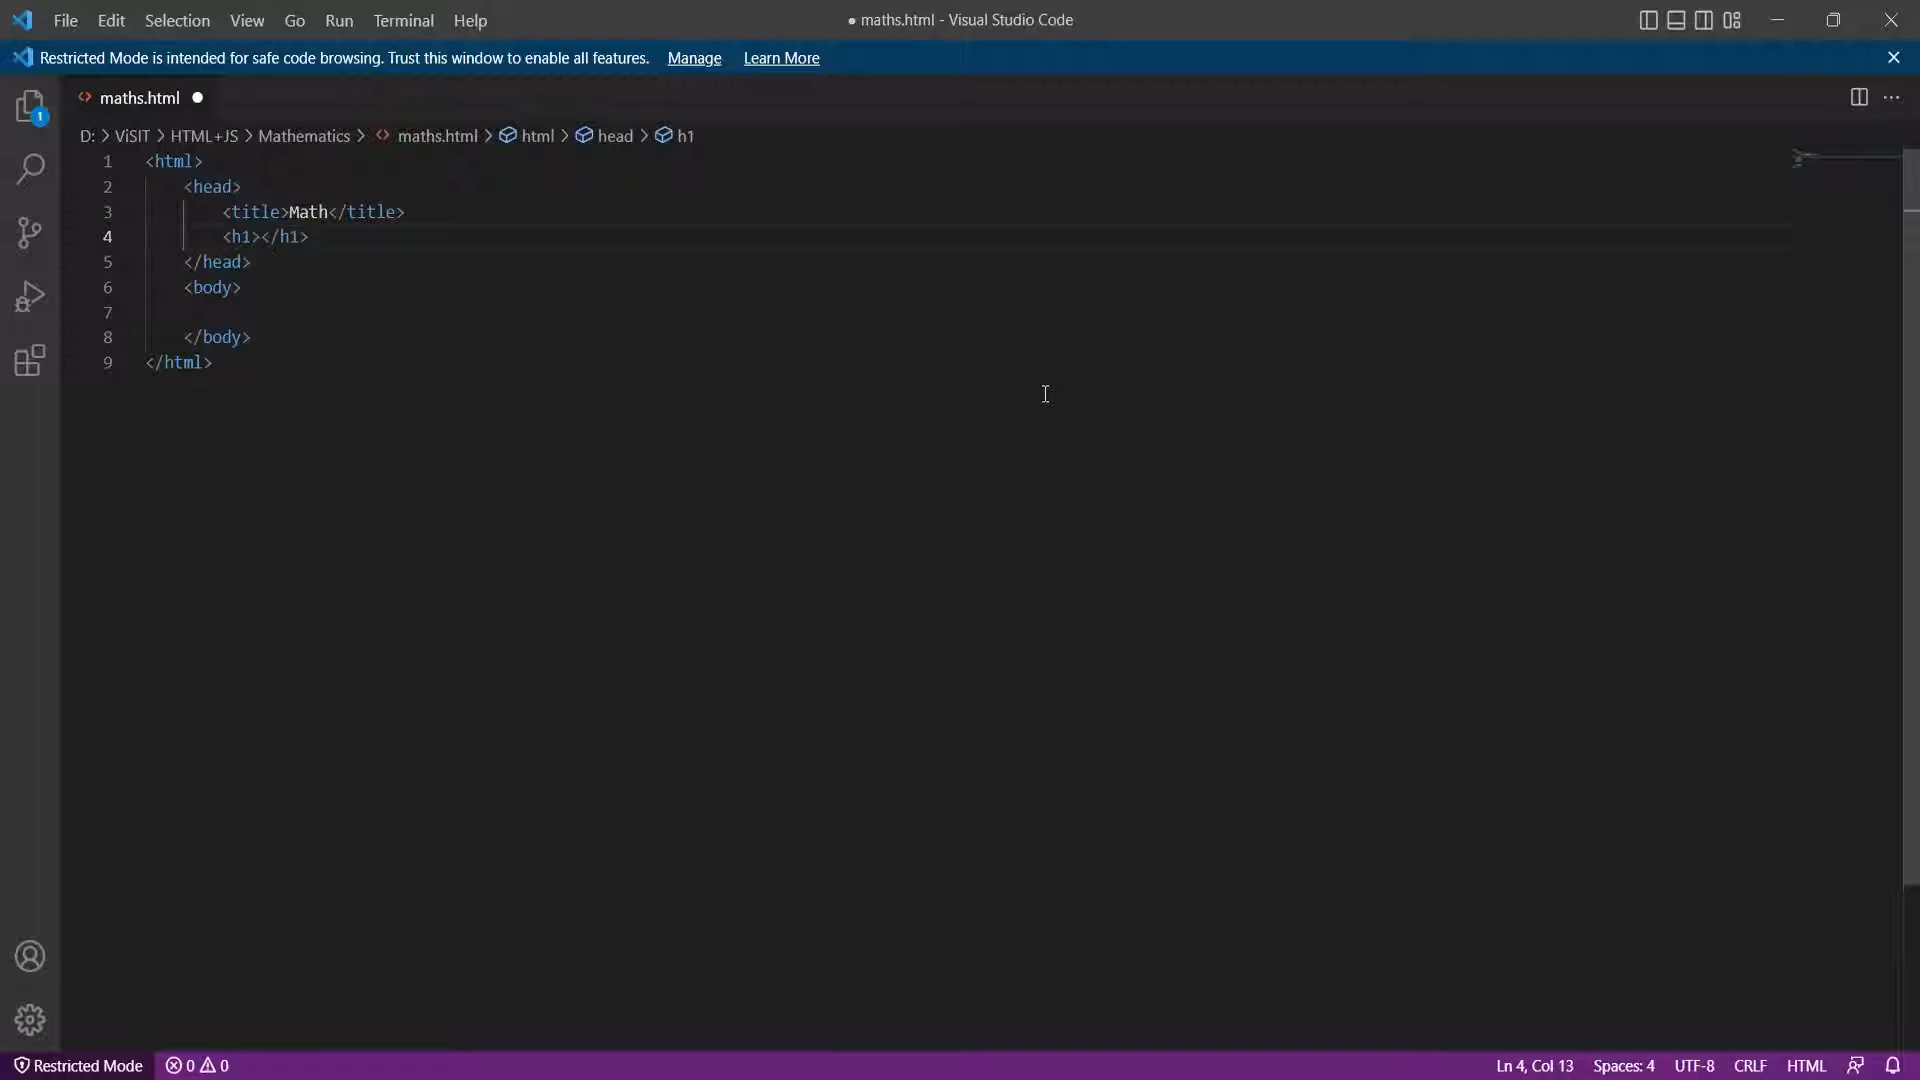 File Edit Selection View Go Run Terminal Help ● maths.html - Visual Studio Code
Restricted Mode is intended for safe code browsing. Trust this window to enable all features. Manage Learn More
maths.html ●
D: > ViSIT > HTML+JS > Mathematics > maths.html > html > head > h1
1 <html>
2 <head>
3 <title>Math</title>
4 <h1></h1>
5 </head>
6 <body>
7
8 </body>
9 </html>
1
Restricted Mode 0 0 Ln 4, Col 13 Spaces: 4 UTF-8 CRLF HTML